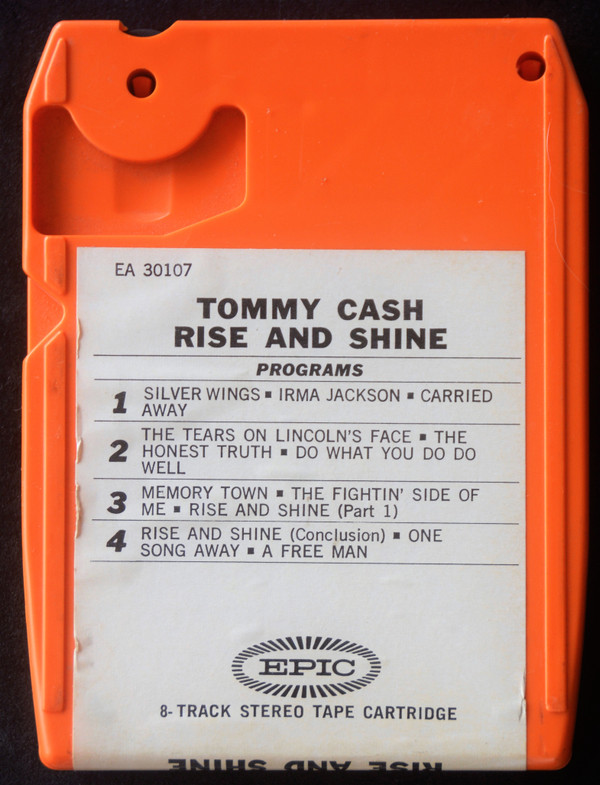 EA 30107
TOMMY CASH
RISE AND SHINE
PROGRAMS
1 SILVER WINGS ▪ IRMA JACKSON ▪ CARRIED
AWAY
2 THE TEARS ON LINCOLN'S FACE ▪ THE
HONEST TRUTH ▪ DO WHAT YOU DO DO
WELL
3 MEMORY TOWN ▪ THE FIGHTIN' SIDE OF
ME ▪ RISE AND SHINE (Part 1)
4 RISE AND SHINE (Conclusion) ▪ ONE
SONG AWAY ▪ A FREE MAN
EPIC
8-TRACK STEREO TAPE CARTRIDGE
RISE AND SHINE